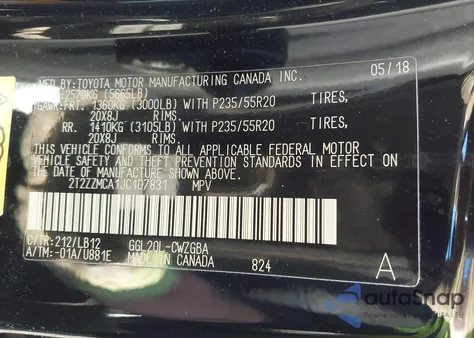 MFD. BY: TOYOTA MOTOR MANUFACTURING CANADA INC. 05/18
2570KG (5665LB)
GAWR: FRT. 1360KG (3000LB) WITH P235/55R20 TIRES,
20X8J RIMS.
RR. 1410KG (3105LB) WITH P235/55R20 TIRES,
20X8J RIMS.
THIS VEHICLE CONFORMS TO ALL APPLICABLE FEDERAL MOTOR
VEHICLE SAFETY AND THEFT PREVENTION STANDARDS IN EFFECT ON
THE DATE OF MANUFACTURE SHOWN ABOVE.
2T2ZZMCA1JC107831 MPV
C/TR: 212/LB12 GGL20L-CWZGBA
A/TM: -01A/U881E MADE IN CANADA 824 A
autoSnap